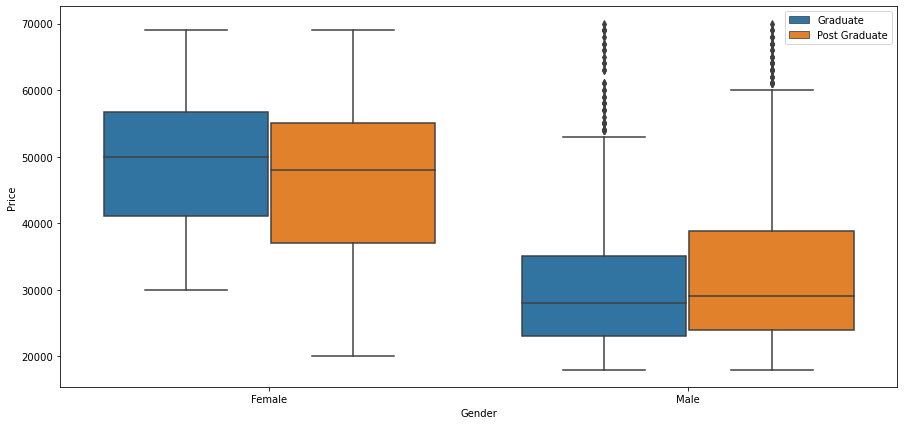 70000
60000
50000
40000
30000
20000
Price
Female
Male
Gender
Graduate
Post Graduate